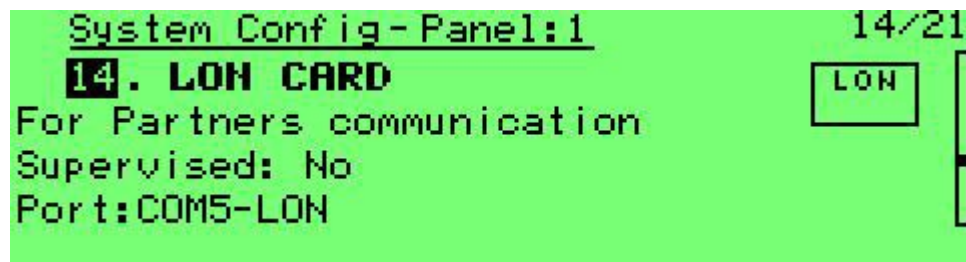 System Config-Panel:1 14/21
14. LON CARD
LON
For Partners communication
Supervised: No
Port:COM5-LON